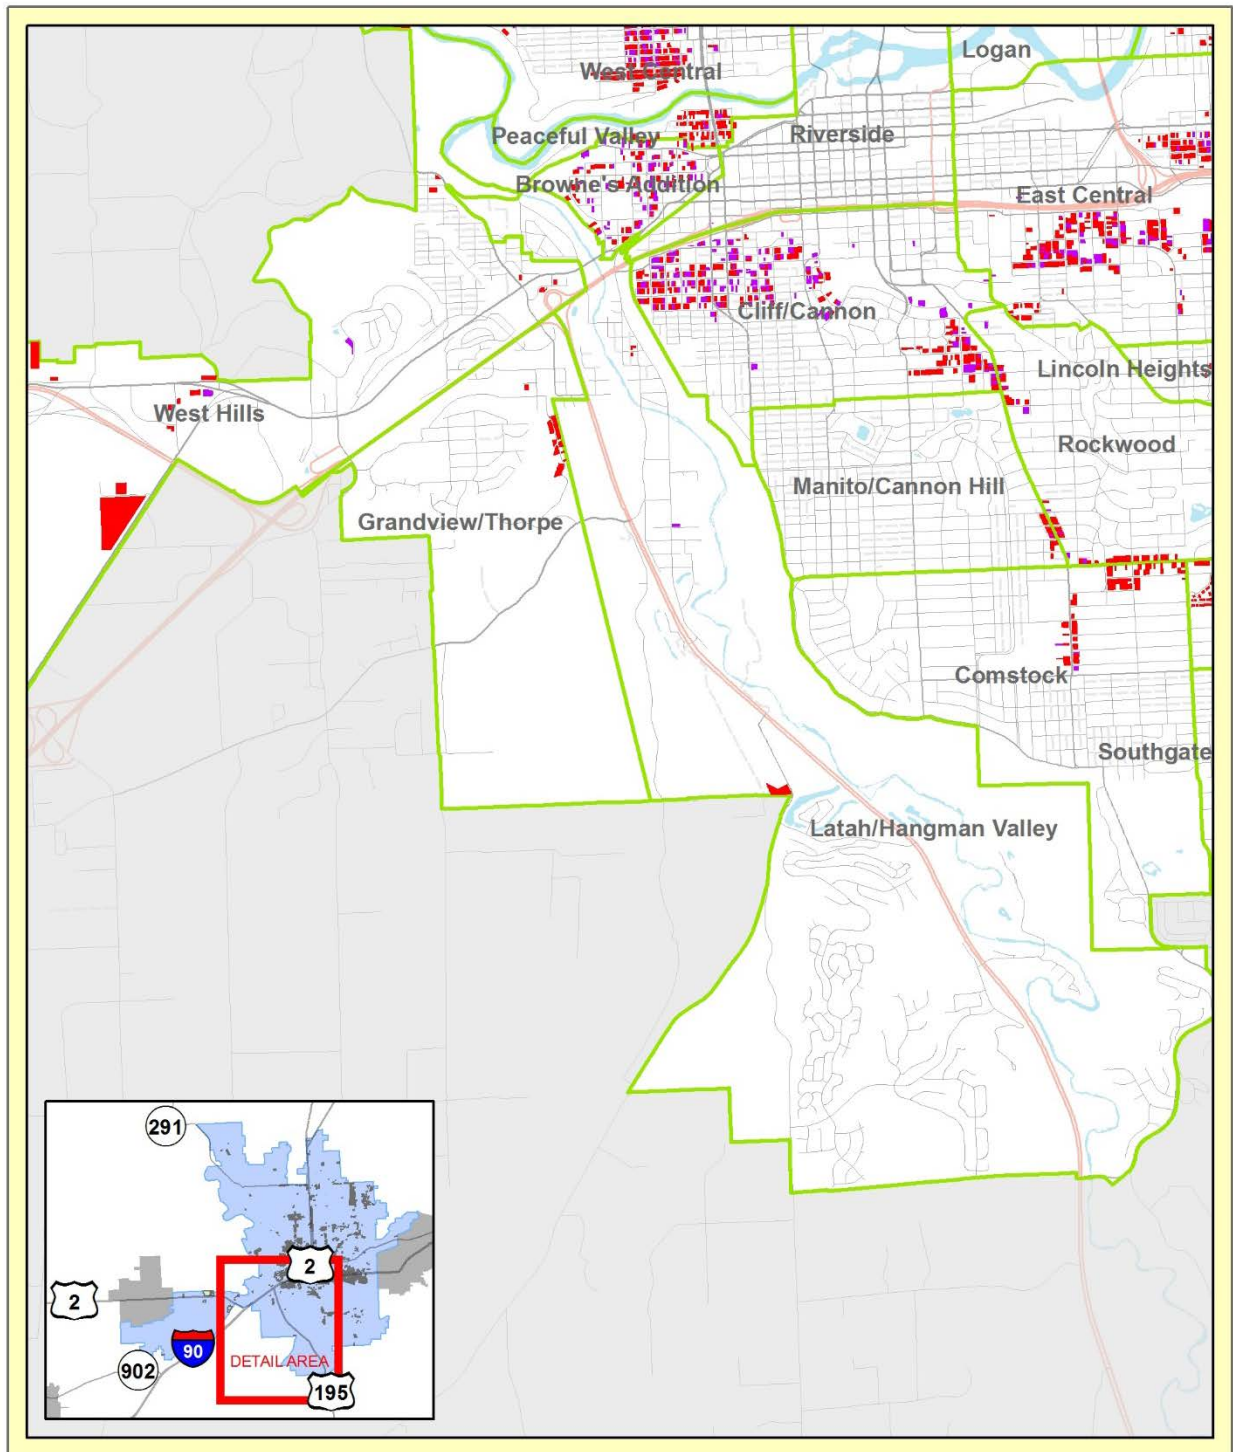 Logan
West Central
Peaceful Valley
Riverside
Browne's Addition
East Central
Cliff/Cannon
Lincoln Heights
West Hills
Rockwood
Manito/Cannon Hill
Grandview/Thorpe
Comstock
Southgate
Latah/Hangman Valley
291
2
2
90
DETAIL AREA
902
195